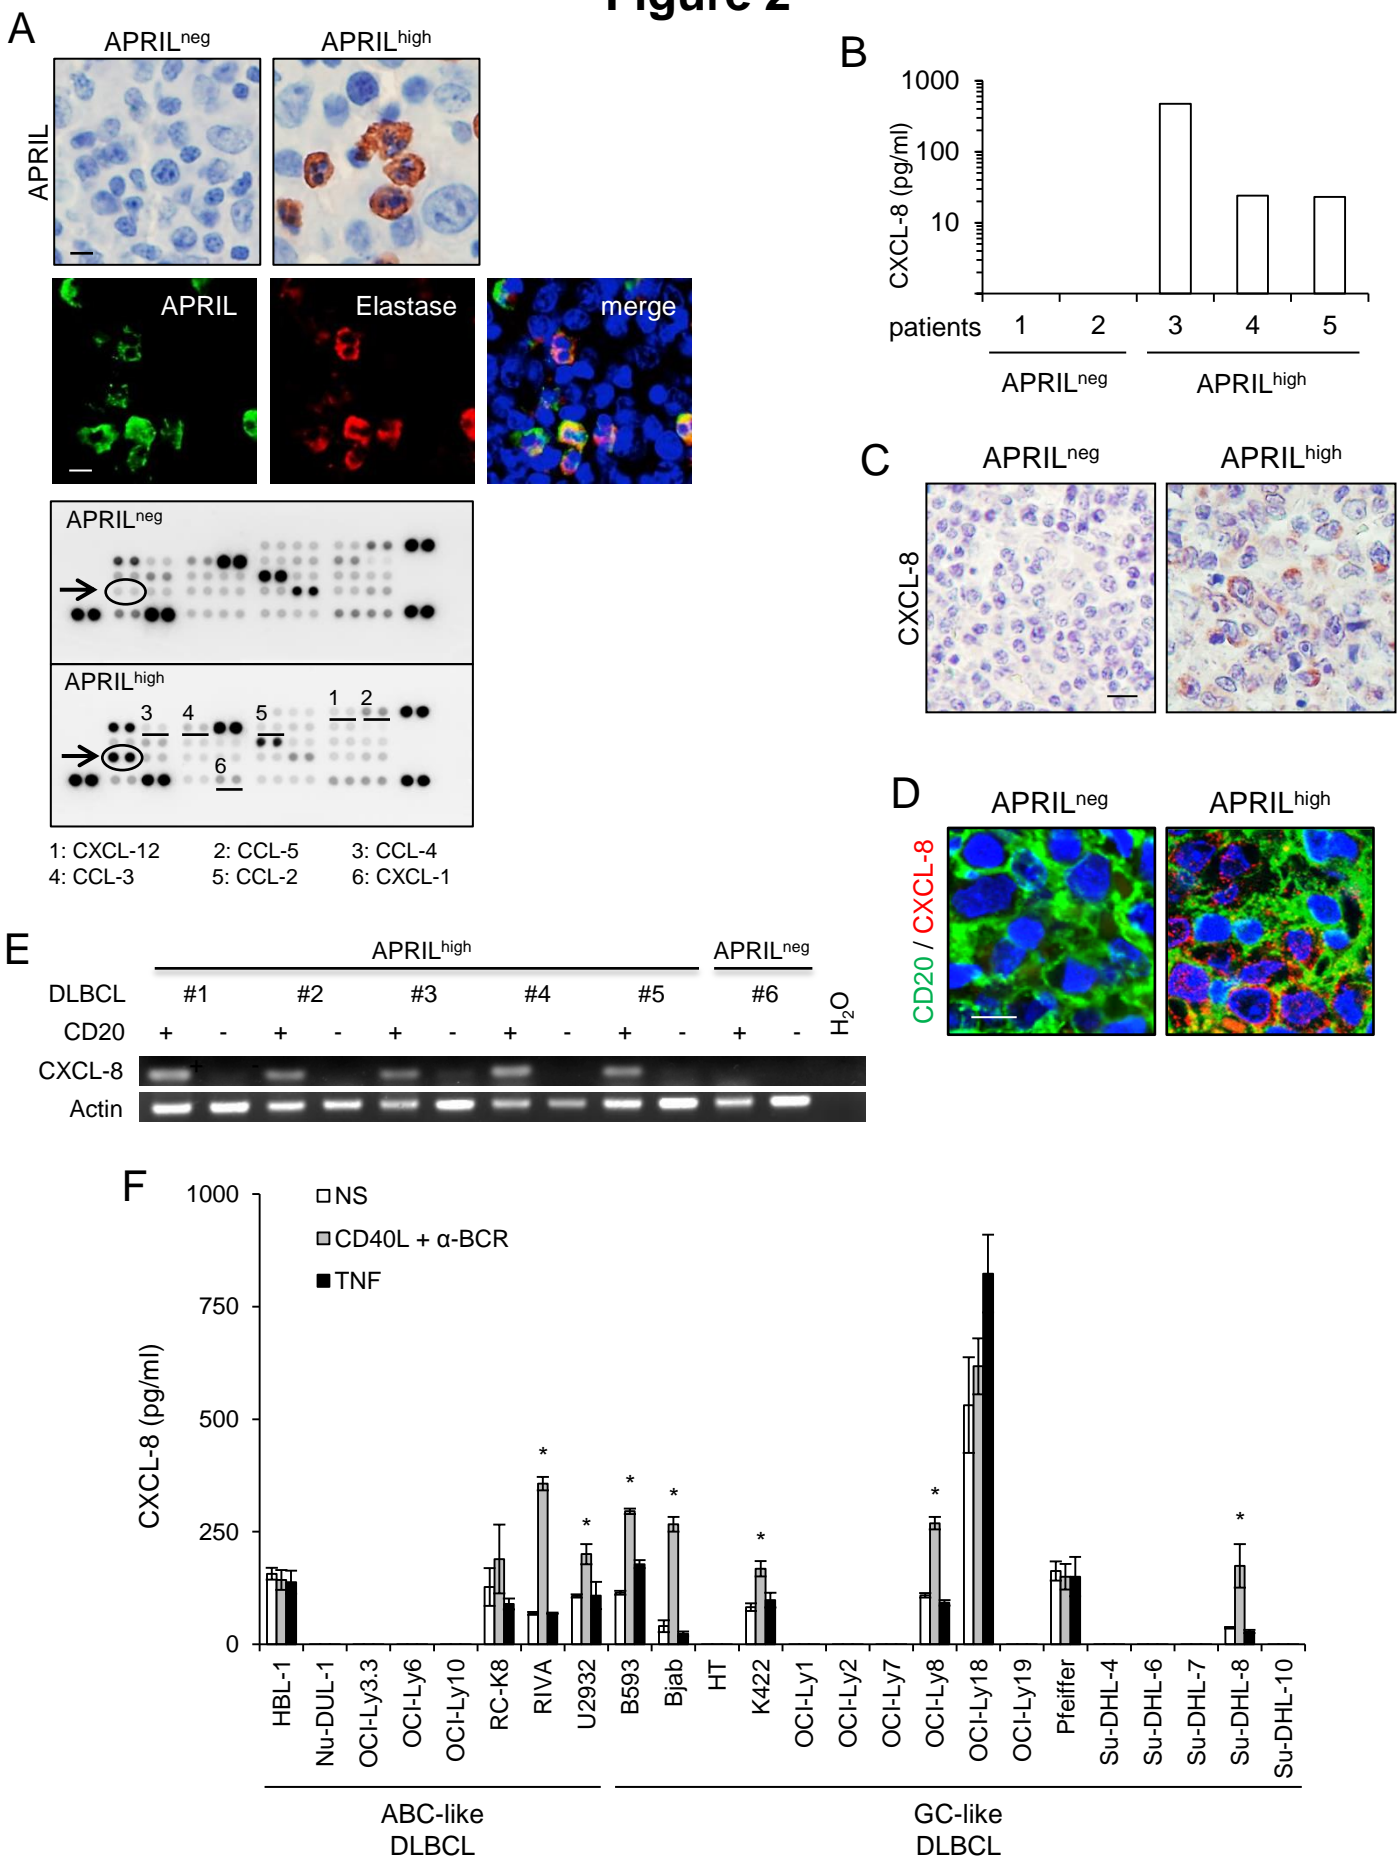 Figure 2
A
APRILneg
APRILhigh
APRIL
APRIL
Elastase
merge
APRILneg
APRILhigh
1
2
3
4
5
6
1: CXCL-12
2: CCL-5
3: CCL-4
4: CCL-3
5: CCL-2
6: CXCL-1
B
CXCL-8 (pg/ml)
1000
100
10
patients
1
2
3
4
5
APRILneg
APRILhigh
C
APRILneg
APRILhigh
CXCL-8
D
APRILneg
APRILhigh
CD20 / CXCL-8
E
APRILhigh
APRILneg
DLBCL
#1
#2
#3
#4
#5
#6
H2O
CD20
+
-
+
-
+
-
+
-
+
-
+
-
CXCL-8
+
-
Actin
F
NS
CD40L + α-BCR
TNF
CXCL-8 (pg/ml)
1000
750
500
250
0
*
*
*
*
*
*
*
HBL-1
Nu-DUL-1
OCI-Ly3.3
OCI-Ly6
OCI-Ly10
RC-K8
RIVA
U2932
B593
Bjab
HT
K422
OCI-Ly1
OCI-Ly2
OCI-Ly7
OCI-Ly8
OCI-Ly18
OCI-Ly19
Pfeiffer
Su-DHL-4
Su-DHL-6
Su-DHL-7
Su-DHL-8
Su-DHL-10
ABC-like
DLBCL
GC-like
DLBCL